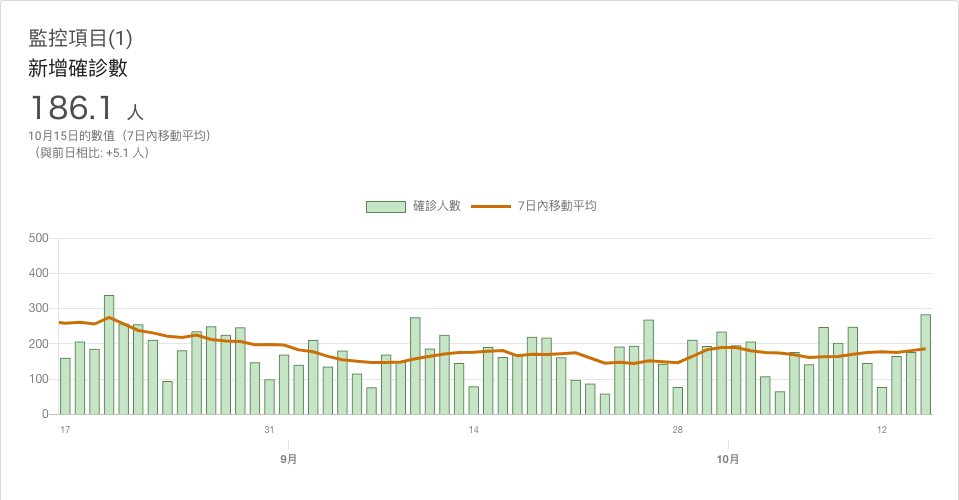 監控項目(1)
新增確診數
186.1 人
10月15日的數值（7日內移動平均）
（與前日相比: +5.1 人）
確診人數 7日內移動平均
500
400
300
200
100
0
17 31 14 28 12
9月 10月